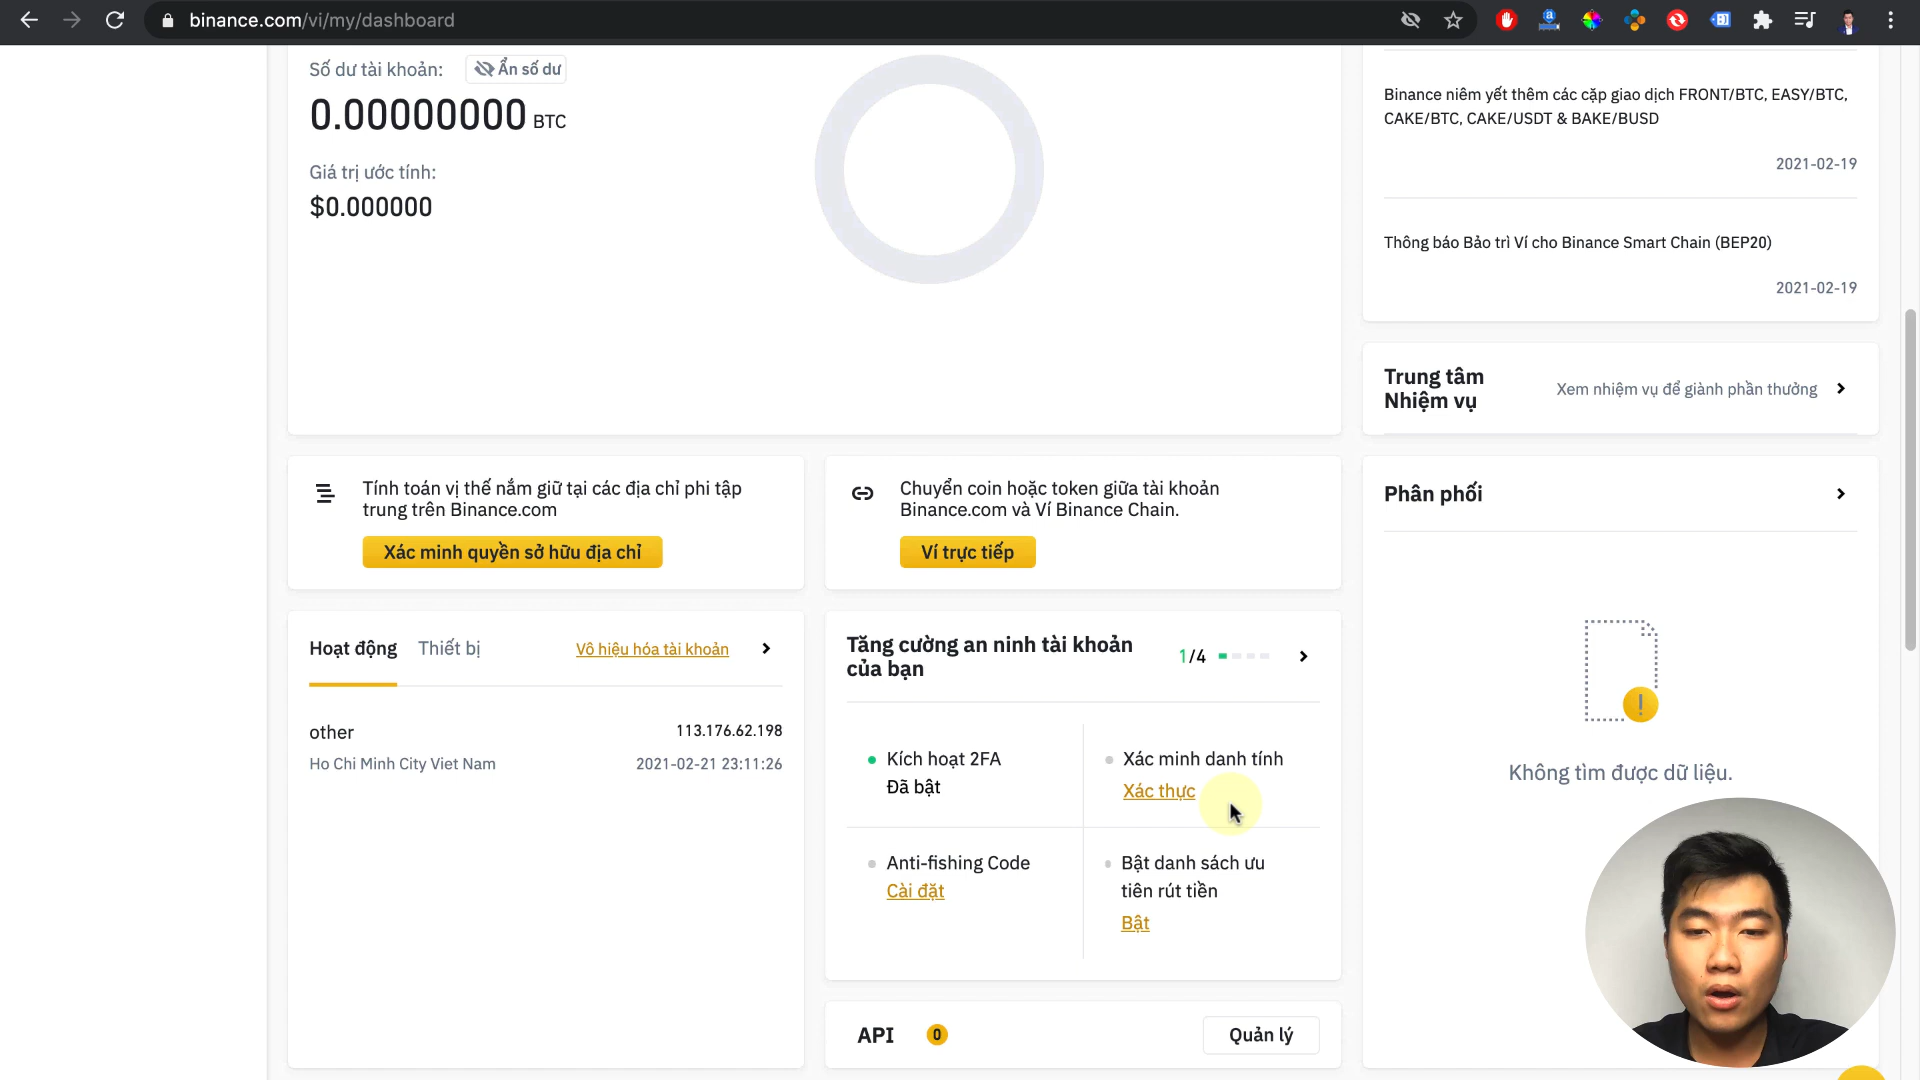 binance.com/vi/my/dashboard
Số dư tài khoản:
Ẩn số dư
0.00000000 BTC
Giá trị ước tính:
$0.000000
Binance niêm yết thêm các cặp giao dịch FRONT/BTC, EASY/BTC,
CAKE/BTC, CAKE/USDT & BAKE/BUSD
2021-02-19
Thông báo Bảo trì Ví cho Binance Smart Chain (BEP20)
2021-02-19
Trung tâm
Nhiệm vụ
Xem nhiệm vụ để giành phần thưởng
Tính toán vị thế nắm giữ tại các địa chỉ phi tập
trung trên Binance.com
Xác minh quyền sở hữu địa chỉ
Chuyển coin hoặc token giữa tài khoản
Binance.com và Ví Binance Chain.
Ví trực tiếp
Phân phối
Không tìm được dữ liệu.
Hoạt động
Thiết bị
Vô hiệu hóa tài khoản
other
113.176.62.198
Ho Chi Minh City Viet Nam
2021-02-21 23:11:26
Tăng cường an ninh tài khoản
của bạn
1/4
Kích hoạt 2FA
Đã bật
Xác minh danh tính
Xác thực
Anti-fishing Code
Cài đặt
Bật danh sách ưu
tiên rút tiền
Bật
API
0
Quản lý